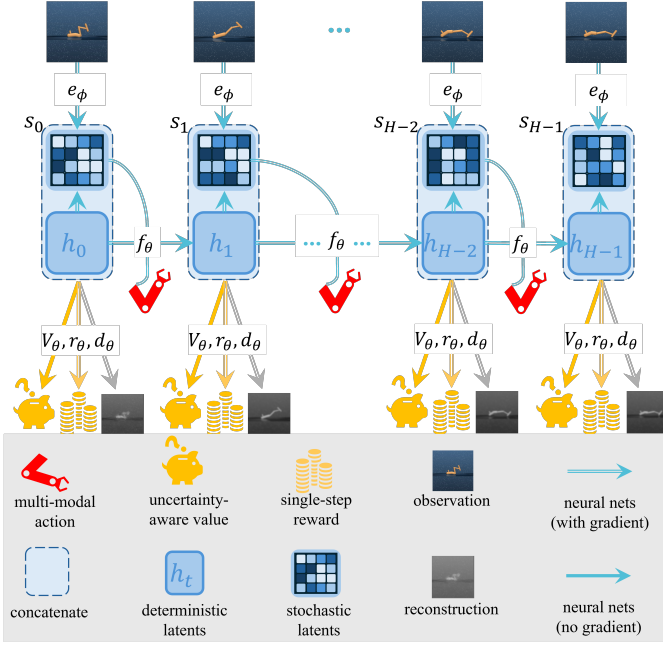 ...
e_ϕ e_ϕ e_ϕ e_ϕ
s_0 s_1 s_{H-2} s_{H-1}
h_0 f_θ h_1 ... f_θ ... h_{H-2} f_θ h_{H-1}
V_θ, r_θ, d_θ V_θ, r_θ, d_θ V_θ, r_θ, d_θ V_θ, r_θ, d_θ
multi-modal
action
uncertainty-
aware value
single-step
reward
observation
neural nets
(with gradient)
concatenate
h_t
deterministic
latents
stochastic
latents
reconstruction
neural nets
(no gradient)